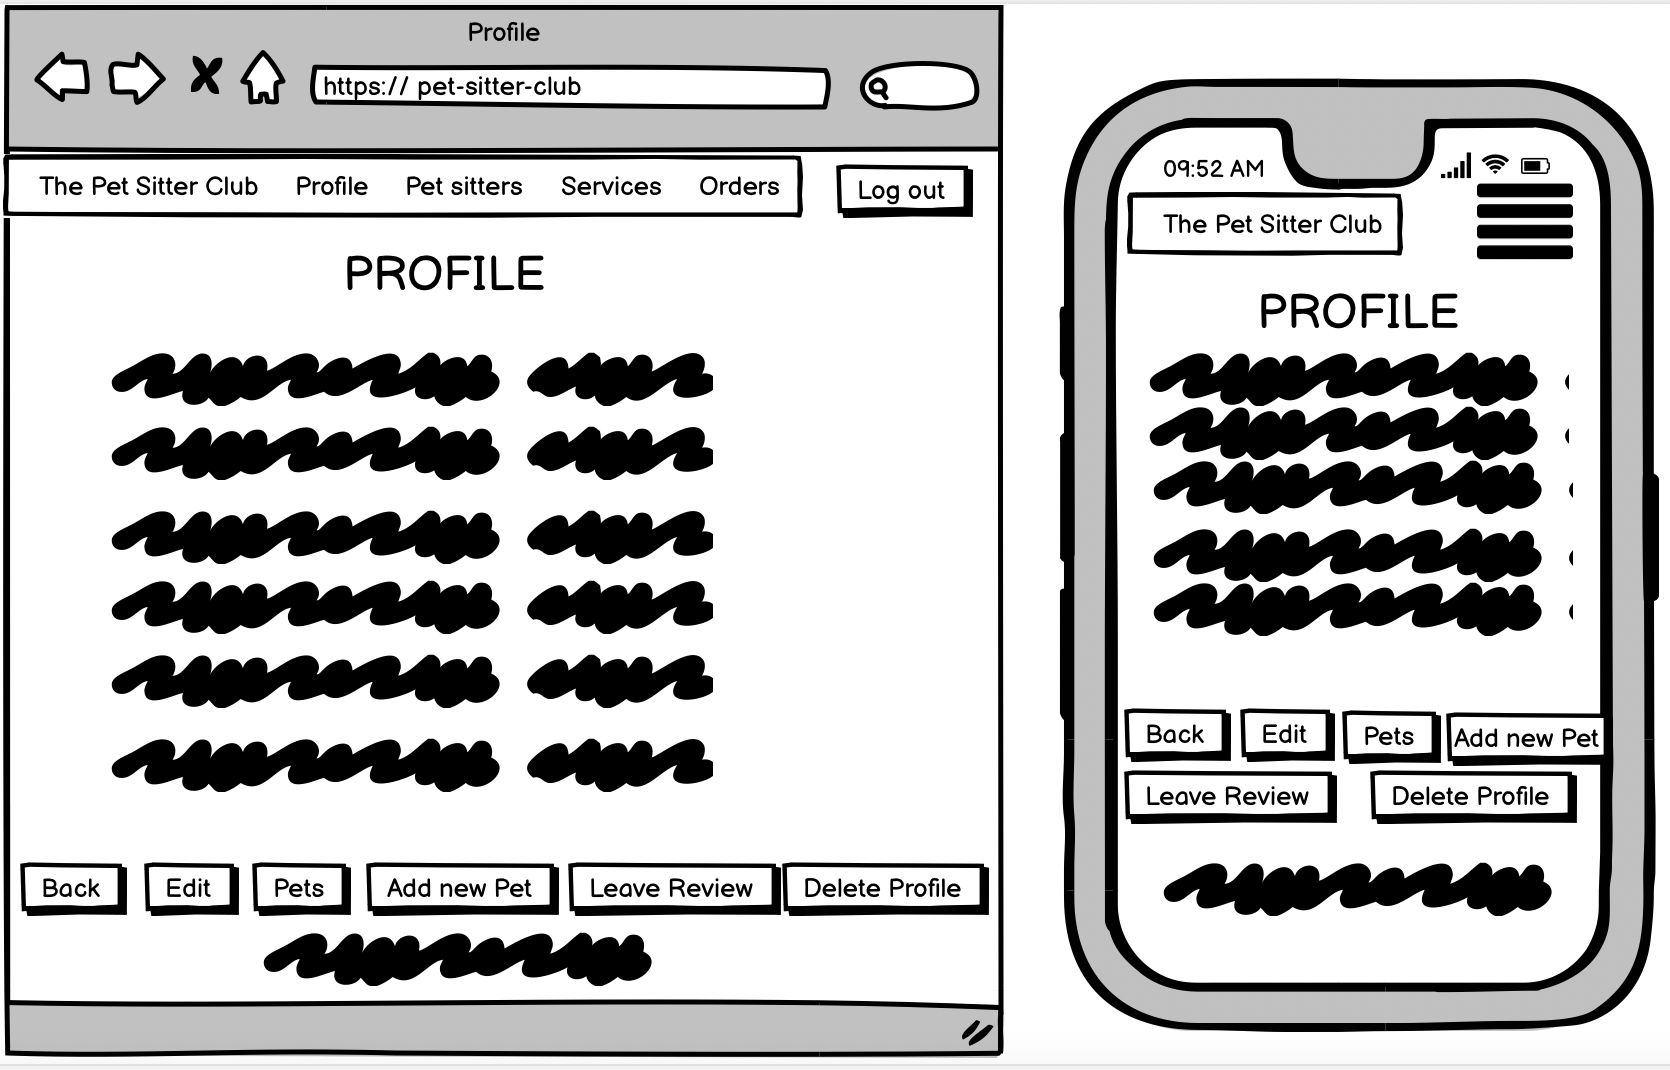 Profile
https:// pet-sitter-club
The Pet Sitter Club Profile Pet sitters Services Orders
Log out
PROFILE
Back Edit Pets Add new Pet Leave Review Delete Profile
09:52 AM
The Pet Sitter Club
PROFILE
Back Edit Pets Add new Pet
Leave Review Delete Profile